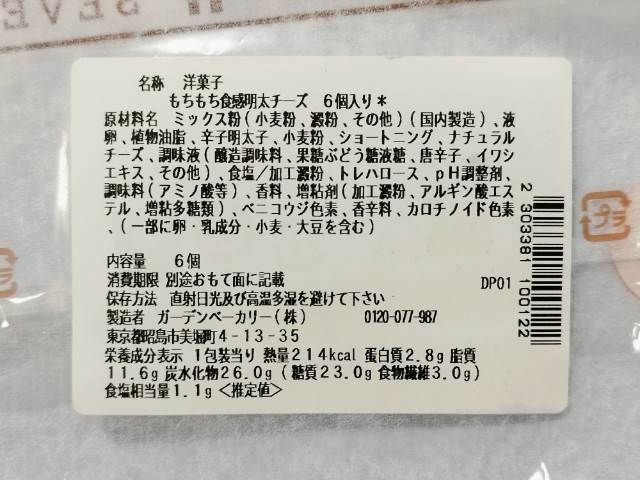 名称 洋菓子
もちもち食感明太チーズ 6個入り*
原材料名 ミックス粉(小麦粉、澱粉、その他)(国内製造)、液
卵、植物油脂、辛子明太子、小麦粉、ショートニング、ナチュラル
チーズ、調味液(醸造調味料、果糖ぶどう糖液糖、唐辛子、イワシ
エキス、その他)、食塩/加工澱粉、トレハロース、pH調整剤、
調味料(アミノ酸等)、香料、増粘剤(加工澱粉、アルギン酸エス
テル、増粘多糖類)、ベニコウジ色素、香辛料、カロチノイド色素
、(一部に卵・乳成分・小麦・大豆を含む)
内容量 6個
消費期限 別途おもて面に記載 DP01
保存方法 直射日光及び高温多湿を避けて下さい
製造者 ガーデンベーカリー(株) 0120-077-987
東京都昭島市美堀町4-13-35
栄養成分表示 1包装当り 熱量214kcal 蛋白質2.8g 脂質
11.6g 炭水化物26.0g(糖質23.0g 食物繊維3.0g)
食塩相当量1.1g<推定値>
2 303381 100122
プラ